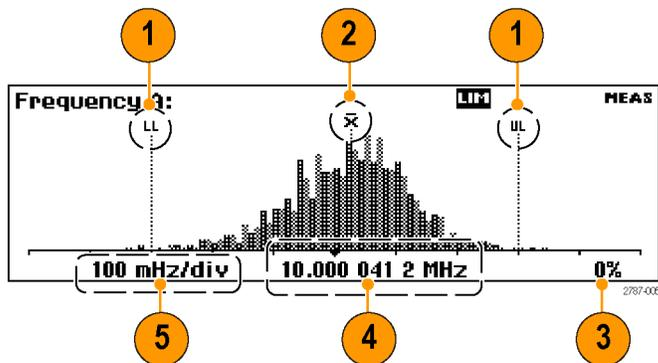 1 2 1
Frequency A: LIM MEAS
LL x̄ UL
100 mHz/div 10.000 041 2 MHz 0%
2787-005
5 4 3